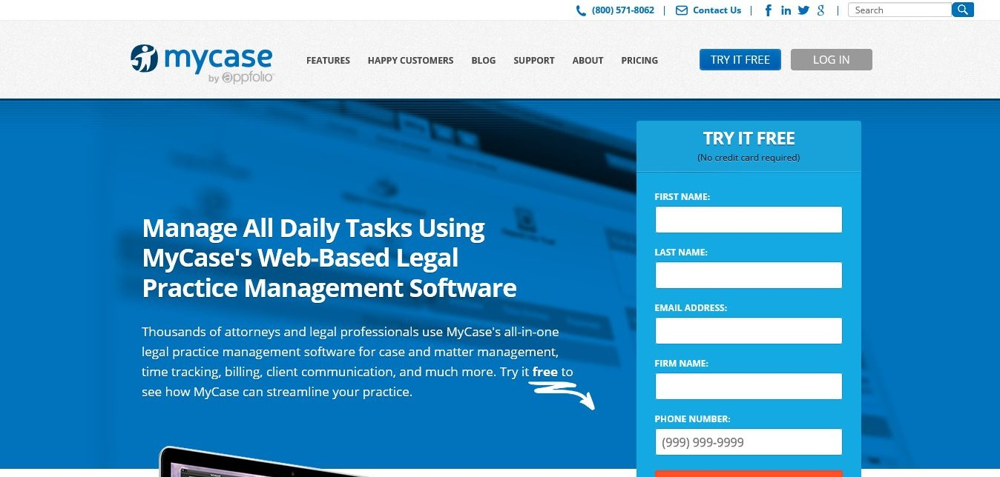 (800) 571-8062 | Contact Us | Search
mycase
by appfolio
FEATURES HAPPY CUSTOMERS BLOG SUPPORT ABOUT PRICING TRY IT FREE LOG IN
Manage All Daily Tasks Using
MyCase's Web-Based Legal
Practice Management Software
Thousands of attorneys and legal professionals use MyCase's all-in-one
legal practice management software for case and matter management,
time tracking, billing, client communication, and much more. Try it free to
see how MyCase can streamline your practice.
TRY IT FREE
(No credit card required)
FIRST NAME:
LAST NAME:
EMAIL ADDRESS:
FIRM NAME:
PHONE NUMBER:
(999) 999-9999